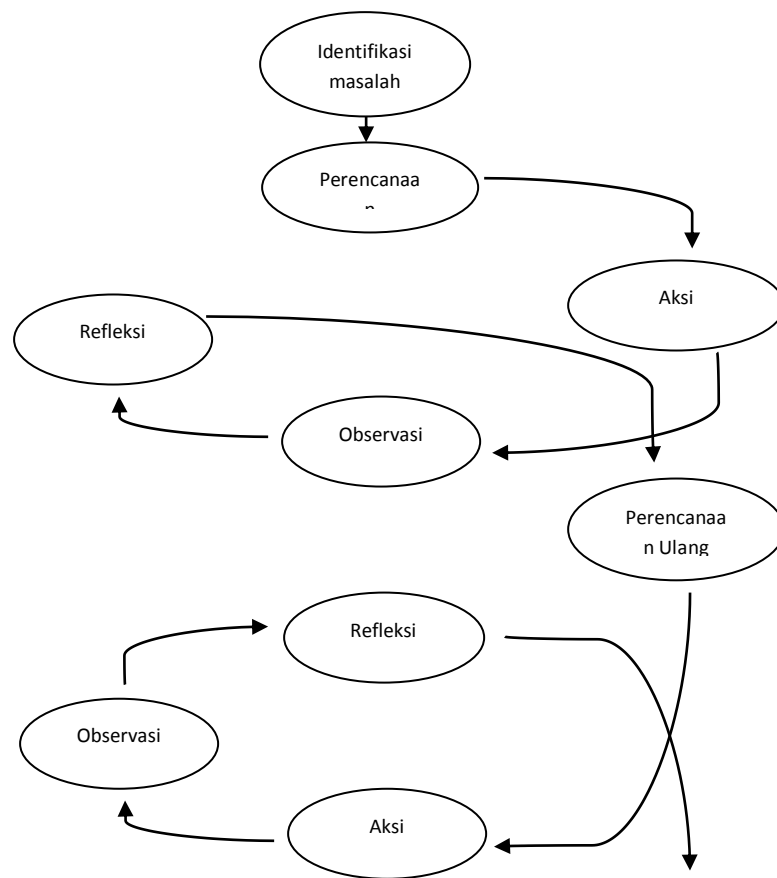 Identifikasi
masalah
Perencanaa
n
Aksi
Refleksi
Observasi
Perencanaa
n Ulang
Refleksi
Observasi
Aksi